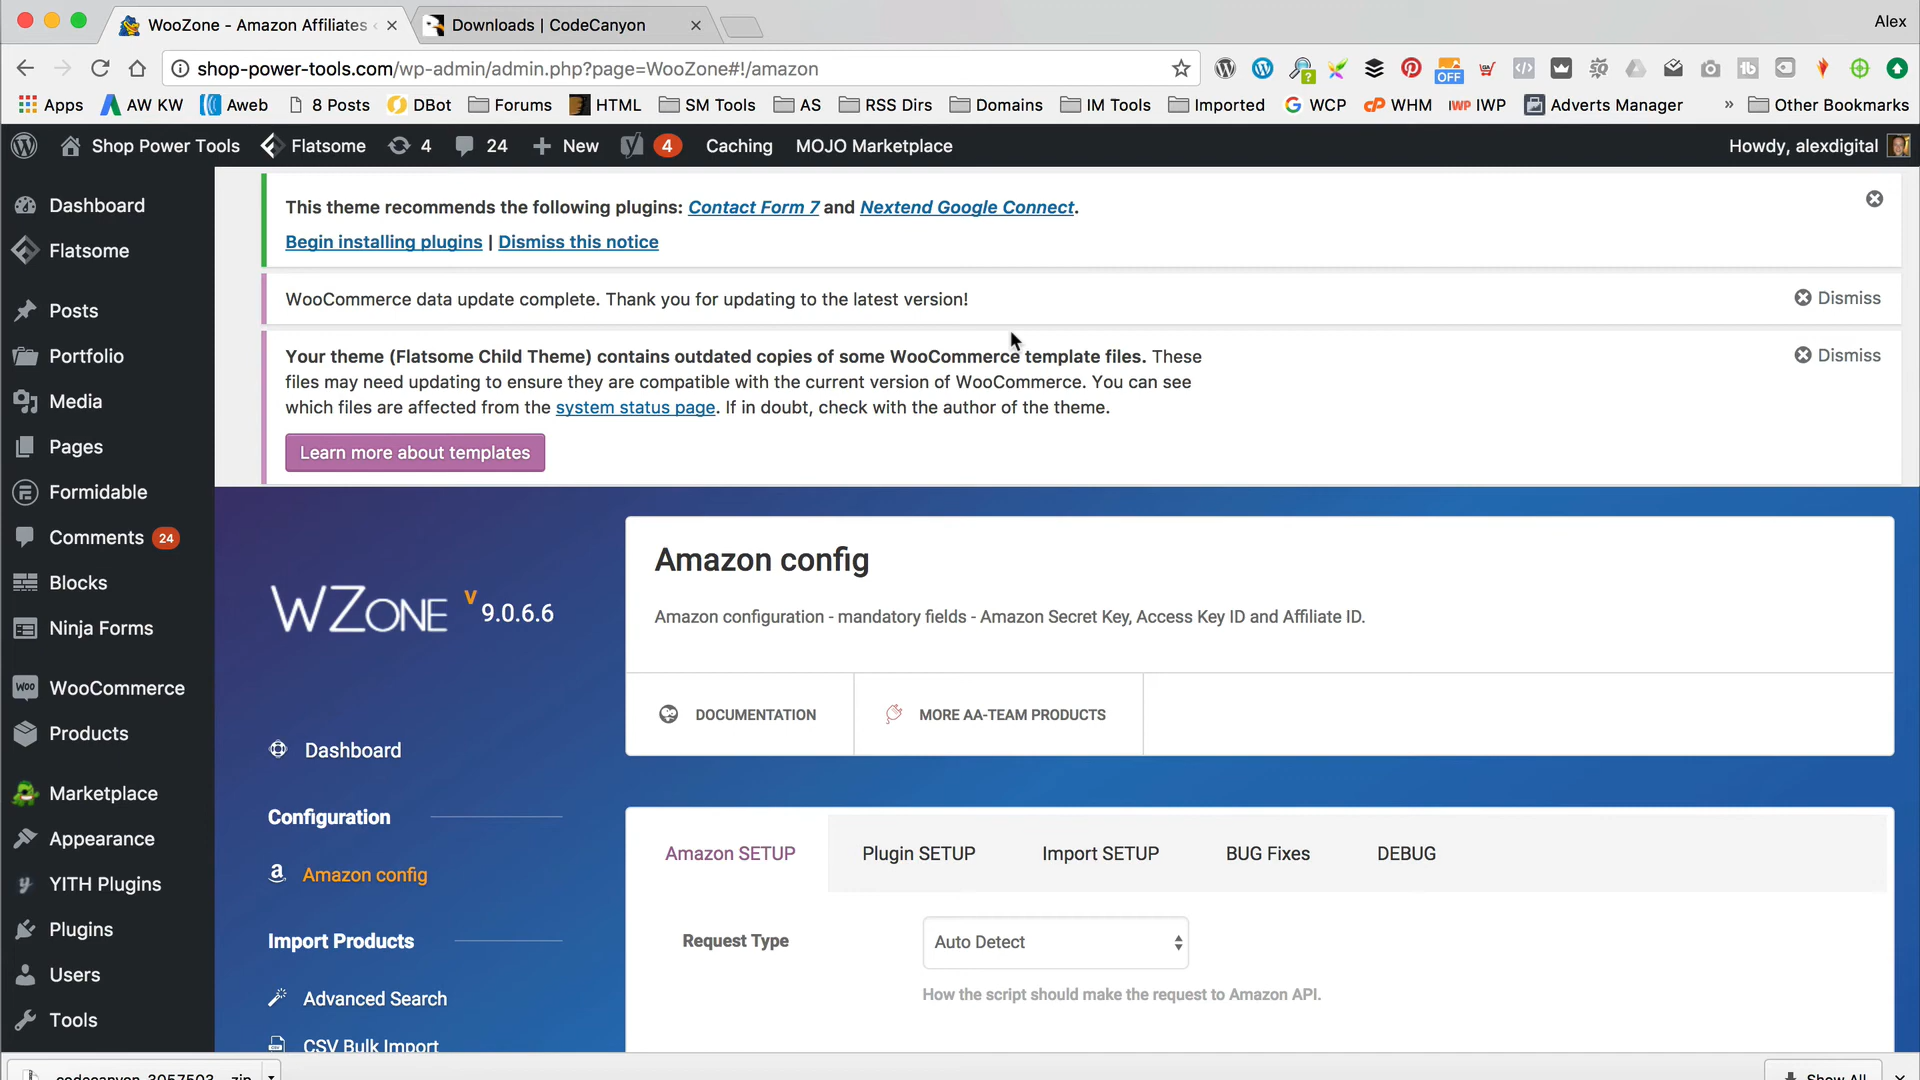 WooZone - Amazon Affiliates
Downloads | CodeCanyon
Alex
shop-power-tools.com/wp-admin/admin.php?page=WooZone#!/amazon
OFF
Apps
AW KW
Aweb
8 Posts
DBot
Forums
HTML
SM Tools
AS
RSS Dirs
Domains
IM Tools
Imported
WCP
WHM
IWP IWP
Adverts Manager
» Other Bookmarks
Shop Power Tools
Flatsome
4
24
New
4
Caching
MOJO Marketplace
Howdy, alexdigital
Dashboard
Flatsome
Posts
Portfolio
Media
Pages
Formidable
Comments 24
Blocks
Ninja Forms
WooCommerce
Products
Marketplace
Appearance
YITH Plugins
Plugins
Users
Tools
This theme recommends the following plugins: Contact Form 7 and Nextend Google Connect.
Begin installing plugins | Dismiss this notice
WooCommerce data update complete. Thank you for updating to the latest version!
Dismiss
Your theme (Flatsome Child Theme) contains outdated copies of some WooCommerce template files. These
files may need updating to ensure they are compatible with the current version of WooCommerce. You can see
which files are affected from the system status page. If in doubt, check with the author of the theme.
Dismiss
Learn more about templates
WZONE V 9.0.6.6
Dashboard
Configuration
Amazon config
Import Products
Advanced Search
CSV Bulk Import
Amazon config
Amazon configuration - mandatory fields - Amazon Secret Key, Access Key ID and Affiliate ID.
DOCUMENTATION
MORE AA-TEAM PRODUCTS
Amazon SETUP
Plugin SETUP
Import SETUP
BUG Fixes
DEBUG
Request Type
Auto Detect
How the script should make the request to Amazon API.
codecanyon-3057503....zip
Show All